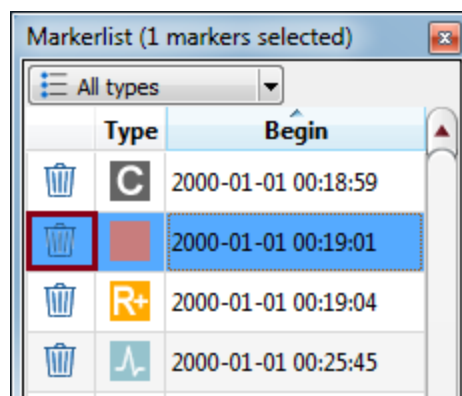 Markerlist (1 markers selected)
All types
Type Begin
C 2000-01-01 00:18:59
2000-01-01 00:19:01
R+ 2000-01-01 00:19:04
2000-01-01 00:25:45